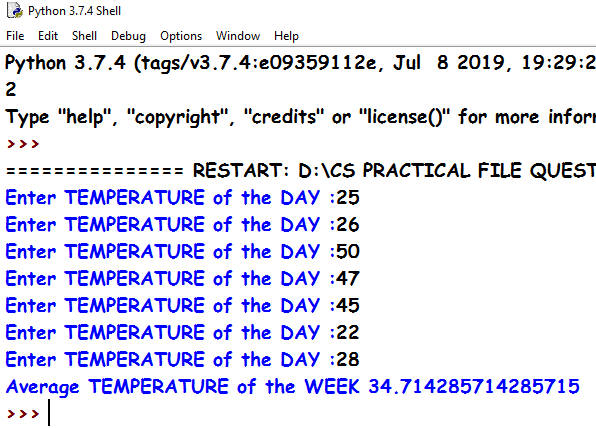 Python 3.7.4 Shell
File Edit Shell Debug Options Window Help
Python 3.7.4 (tags/v3.7.4:e09359112e, Jul 8 2019, 19:29:2
2
Type "help", "copyright", "credits" or "license()" for more infor
>>>
=============== RESTART: D:\CS PRACTICAL FILE QUEST
Enter TEMPERATURE of the DAY :25
Enter TEMPERATURE of the DAY :26
Enter TEMPERATURE of the DAY :50
Enter TEMPERATURE of the DAY :47
Enter TEMPERATURE of the DAY :45
Enter TEMPERATURE of the DAY :22
Enter TEMPERATURE of the DAY :28
Average TEMPERATURE of the WEEK 34.714285714285715
>>>